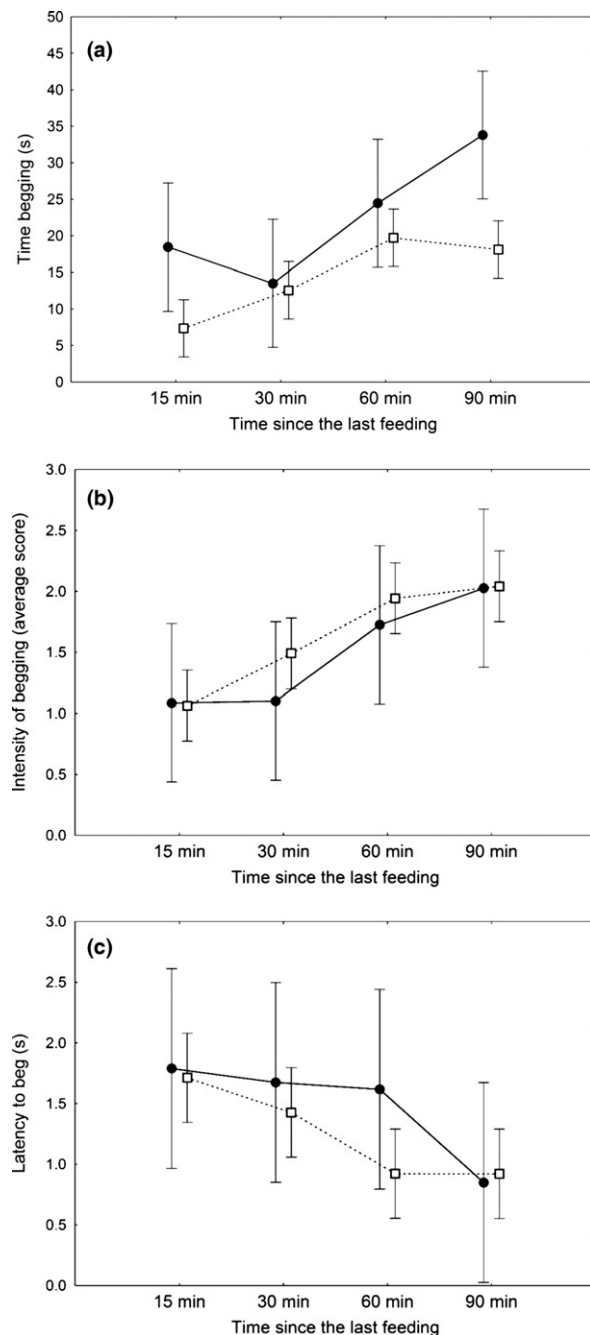 (a)
Time begging (s)
50
45
40
35
30
25
20
15
10
5
0
15 min 30 min 60 min 90 min
Time since the last feeding
(b)
Intensity of begging (average score)
3.0
2.5
2.0
1.5
1.0
0.5
0.0
15 min 30 min 60 min 90 min
Time since the last feeding
(c)
Latency to beg (s)
3.0
2.5
2.0
1.5
1.0
0.5
0.0
15 min 30 min 60 min 90 min
Time since the last feeding